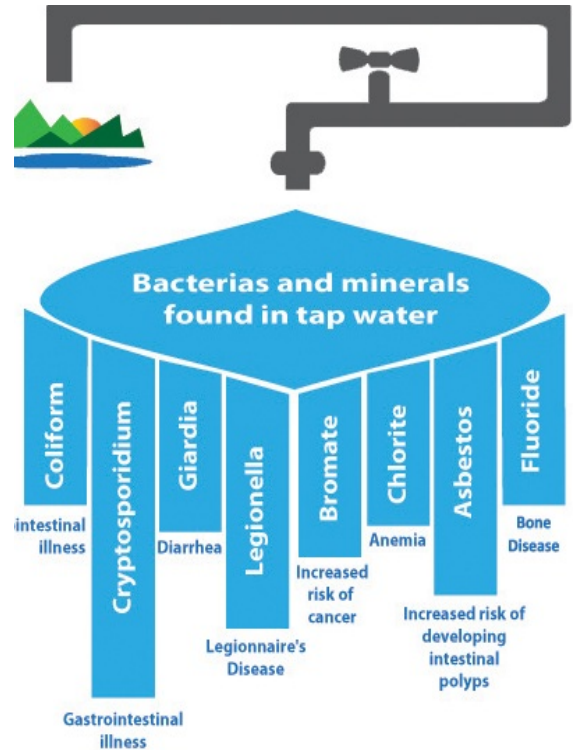 Bacterias and minerals
found in tap water
Coliform
ointestinal
illness
Cryptosporidium
Gastrointestinal
illness
Giardia
Diarrhea
Legionella
Legionnaire's
Disease
Bromate
Increased
risk of
cancer
Chlorite
Anemia
Asbestos
Increased risk of
developing
intestinal
polyps
Fluoride
Bone
Disease